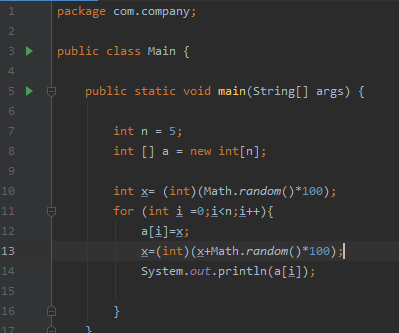 1 package com.company;
2
3 public class Main {
4
5 public static void main(String[] args) {
6
7 int n = 5;
8 int [] a = new int[n];
9
10 int x= (int)(Math.random()*100);
11 for (int i =0;i<n;i++){
12 a[i]=x;
13 x=(int)(x+Math.random()*100);
14 System.out.println(a[i]);
15
16 }
17 }